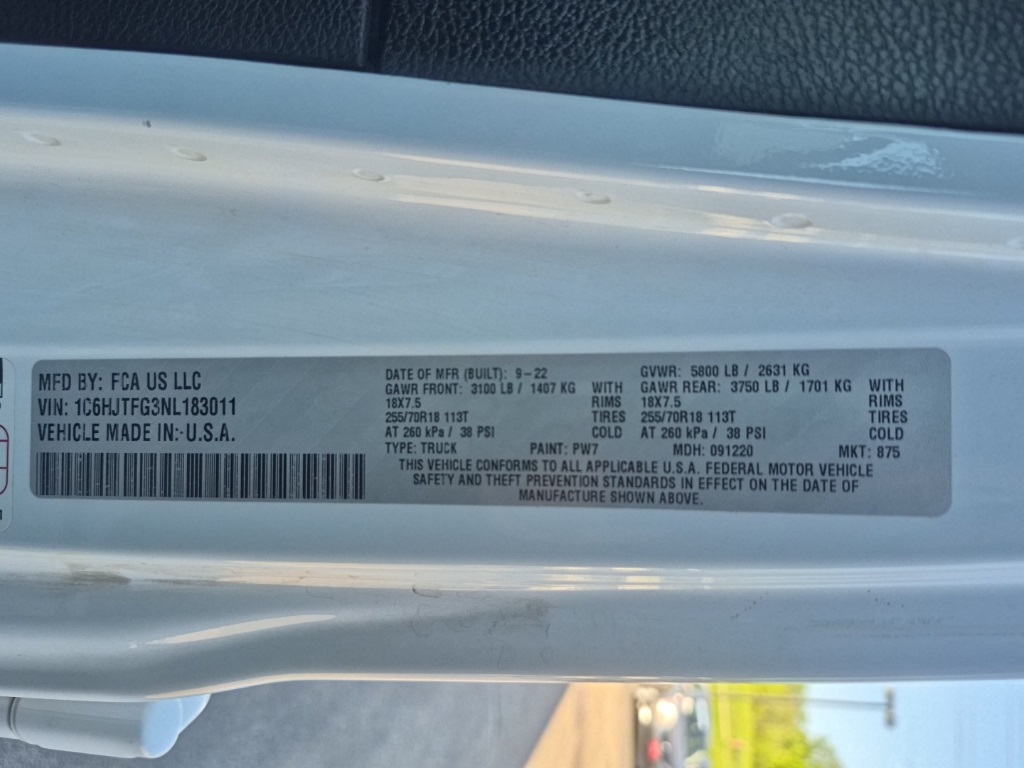 MFD BY: FCA US LLC
VIN: 1C6HJTFG3NL183011
VEHICLE MADE IN: U.S.A.
DATE OF MFR (BUILT): 9-22
GVWR: 5800 LB / 2631 KG
GAWR FRONT: 3100 LB / 1407 KG WITH
GAWR REAR: 3750 LB / 1701 KG WITH
18X7.5 RIMS
18X7.5 RIMS
255/70R18 113T TIRES
255/70R18 113T TIRES
AT 260 kPa / 38 PSI COLD
AT 260 kPa / 38 PSI COLD
TYPE: TRUCK PAINT: PW7 MDH: 091220 MKT: 875
THIS VEHICLE CONFORMS TO ALL APPLICABLE U.S.A. FEDERAL MOTOR VEHICLE
SAFETY AND THEFT PREVENTION STANDARDS IN EFFECT ON THE DATE OF
MANUFACTURE SHOWN ABOVE.